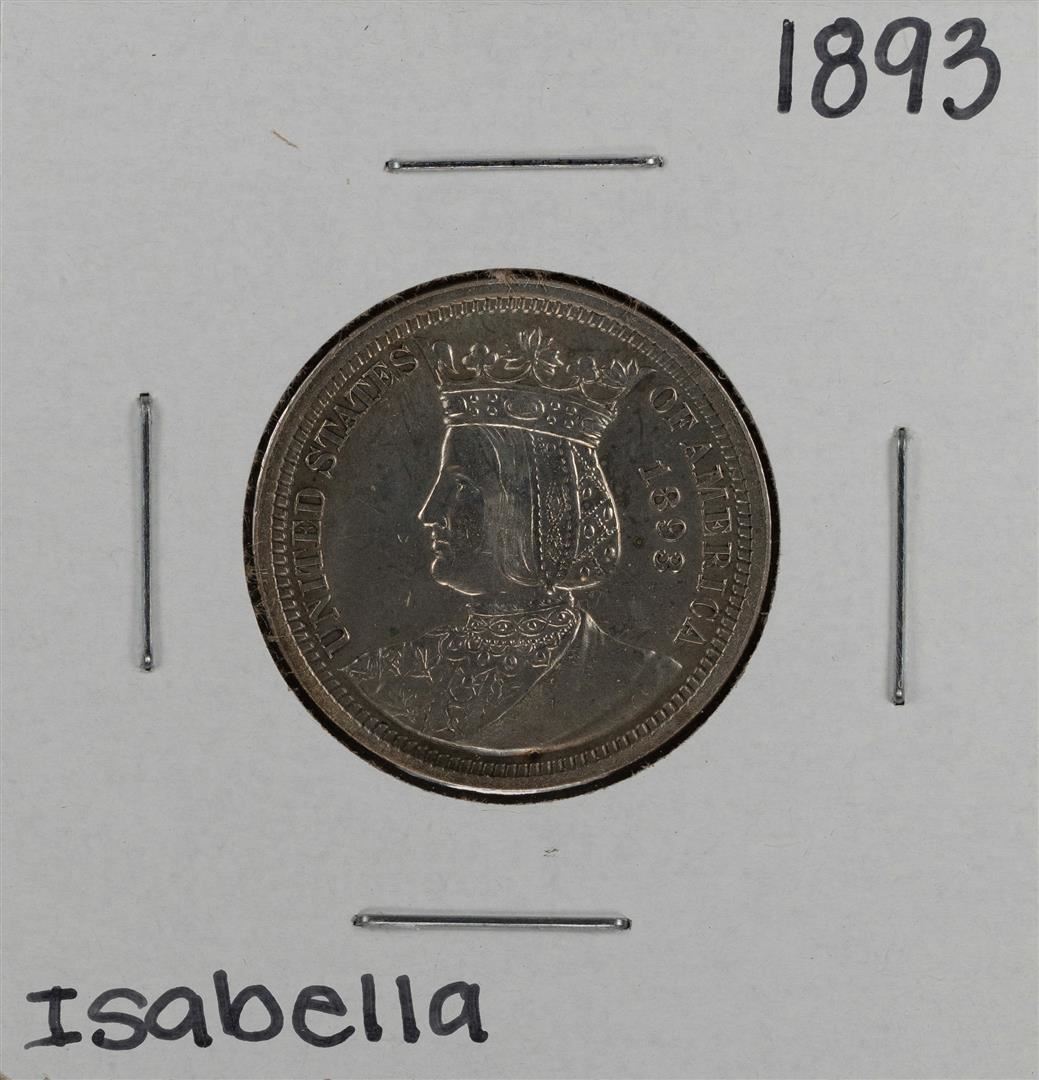 1893
UNITED STATES OF AMERICA
1893
Isabella